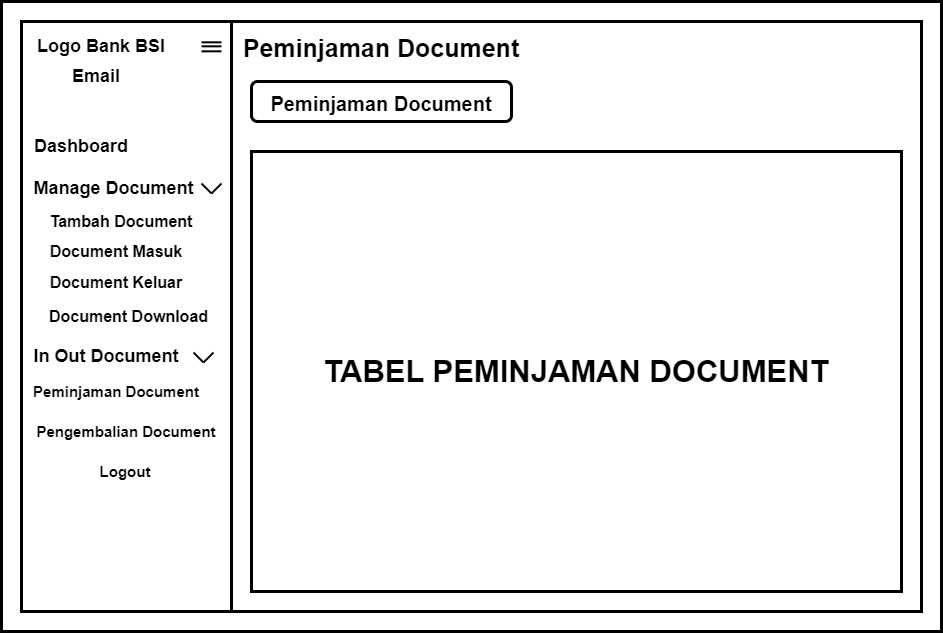 Logo Bank BSI
Email
Dashboard
Manage Document
Tambah Document
Document Masuk
Document Keluar
Document Download
In Out Document
Peminjaman Document
Pengembalian Document
Logout
Peminjaman Document
Peminjaman Document
TABEL PEMINJAMAN DOCUMENT